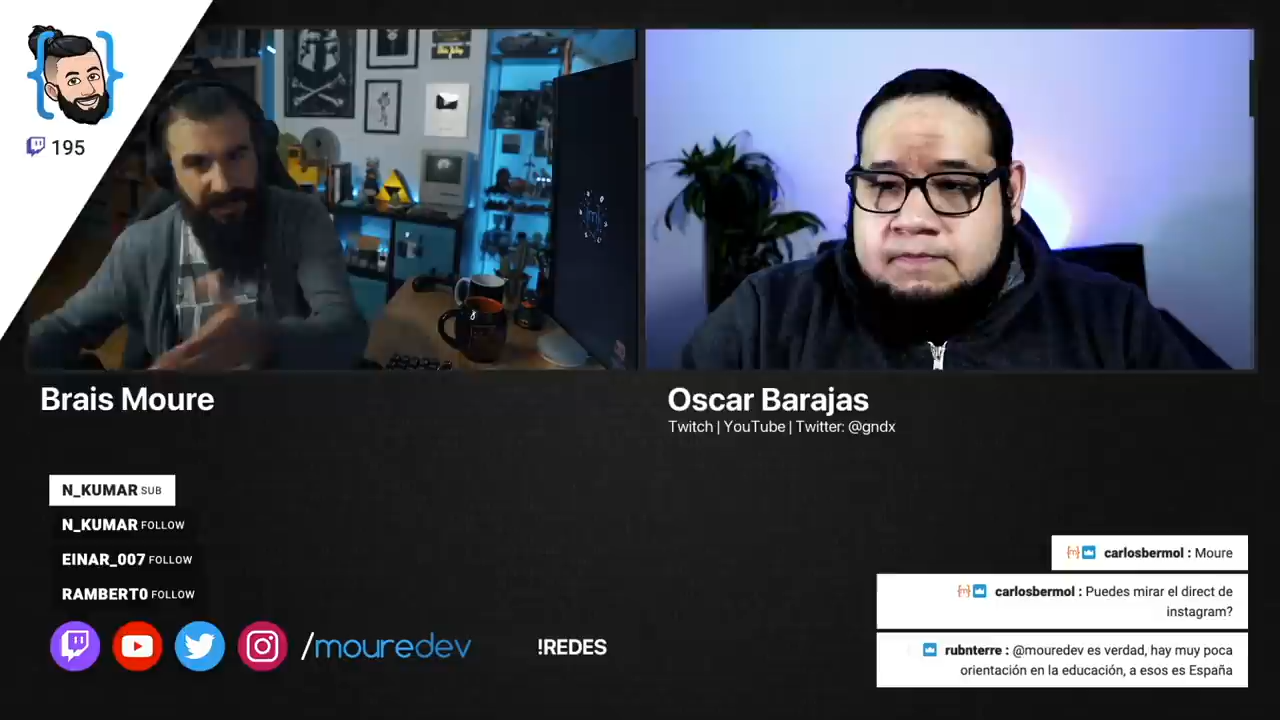 195
Brais Moure
Oscar Barajas
Twitch | YouTube | Twitter: @gndx
N_KUMAR SUB
N_KUMAR FOLLOW
EINAR_007 FOLLOW
RAMBERT0 FOLLOW
/mouredev
!REDES
{m} carlosbermol : Moure
{m} carlosbermol : Puedes mirar el direct de
instagram?
rubnterre : @mouredev es verdad, hay muy poca
orientación en la educación, a esos es España